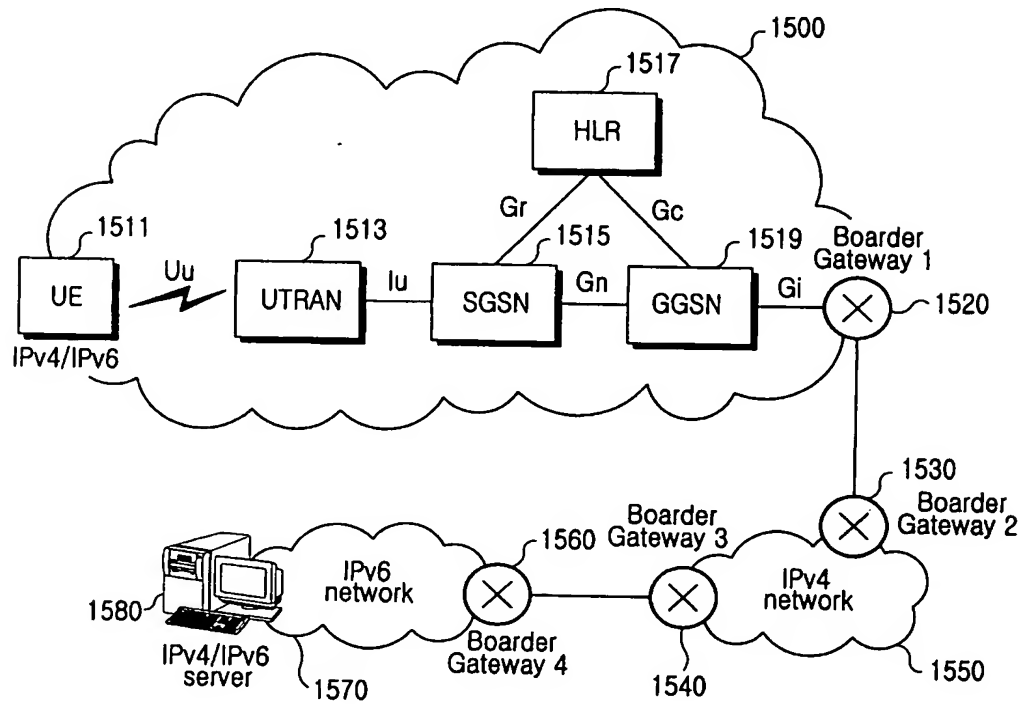 1500
1517
HLR
Gr
Gc
1511
1513
1515
1519
Boarder
Gateway 1
UE
Uu
UTRAN
Iu
SGSN
Gn
GGSN
Gi
1520
IPv4/IPv6
1530
Boarder
Gateway 2
Boarder
Gateway 3
1560
IPv6
network
IPv4
network
1580
IPv4/IPv6
server
Boarder
Gateway 4
1570
1540
1550